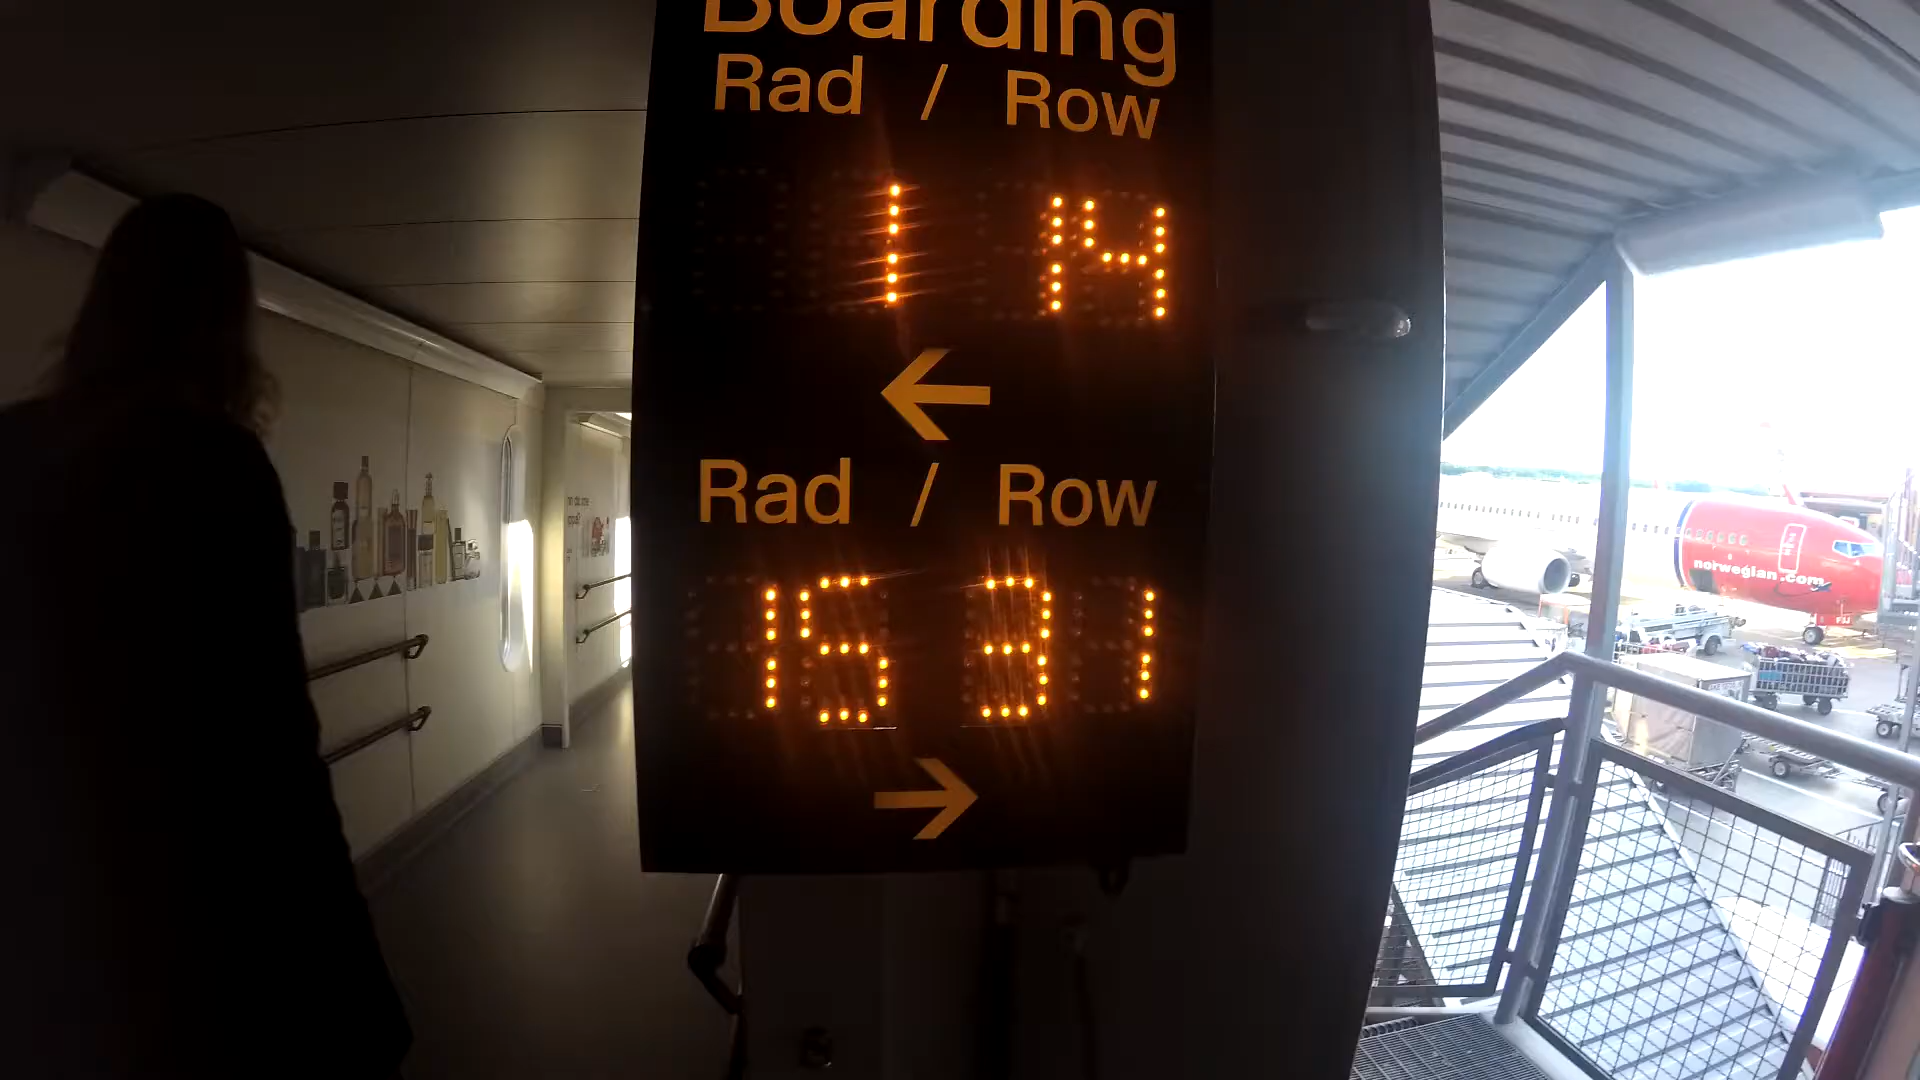 Boarding
Rad / Row
1 14
←
Rad / Row
15 31
→
norwegian.com